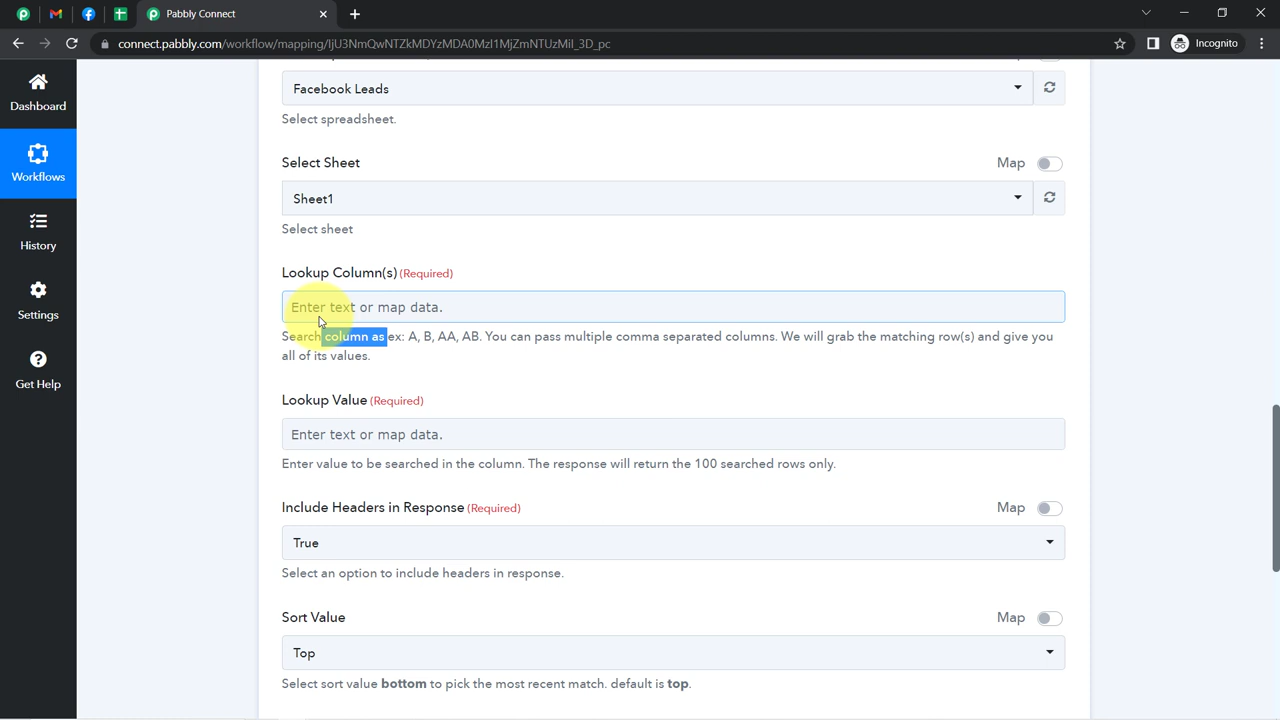 Pabbly Connect
connect.pabbly.com/workflow/mapping/IjU3NmQwNTZkMDYzMDA0MzI1MjZmNTUzMiI_3D_pc
Incognito
Dashboard
Workflows
History
Settings
Get Help
Facebook Leads
Select spreadsheet.
Select Sheet
Map
Sheet1
Select sheet
Lookup Column(s) (Required)
Enter text or map data.
Search column as ex: A, B, AA, AB. You can pass multiple comma separated columns. We will grab the matching row(s) and give you
all of its values.
Lookup Value (Required)
Enter text or map data.
Enter value to be searched in the column. The response will return the 100 searched rows only.
Include Headers in Response (Required)
Map
True
Select an option to include headers in response.
Sort Value
Map
Top
Select sort value bottom to pick the most recent match. default is top.